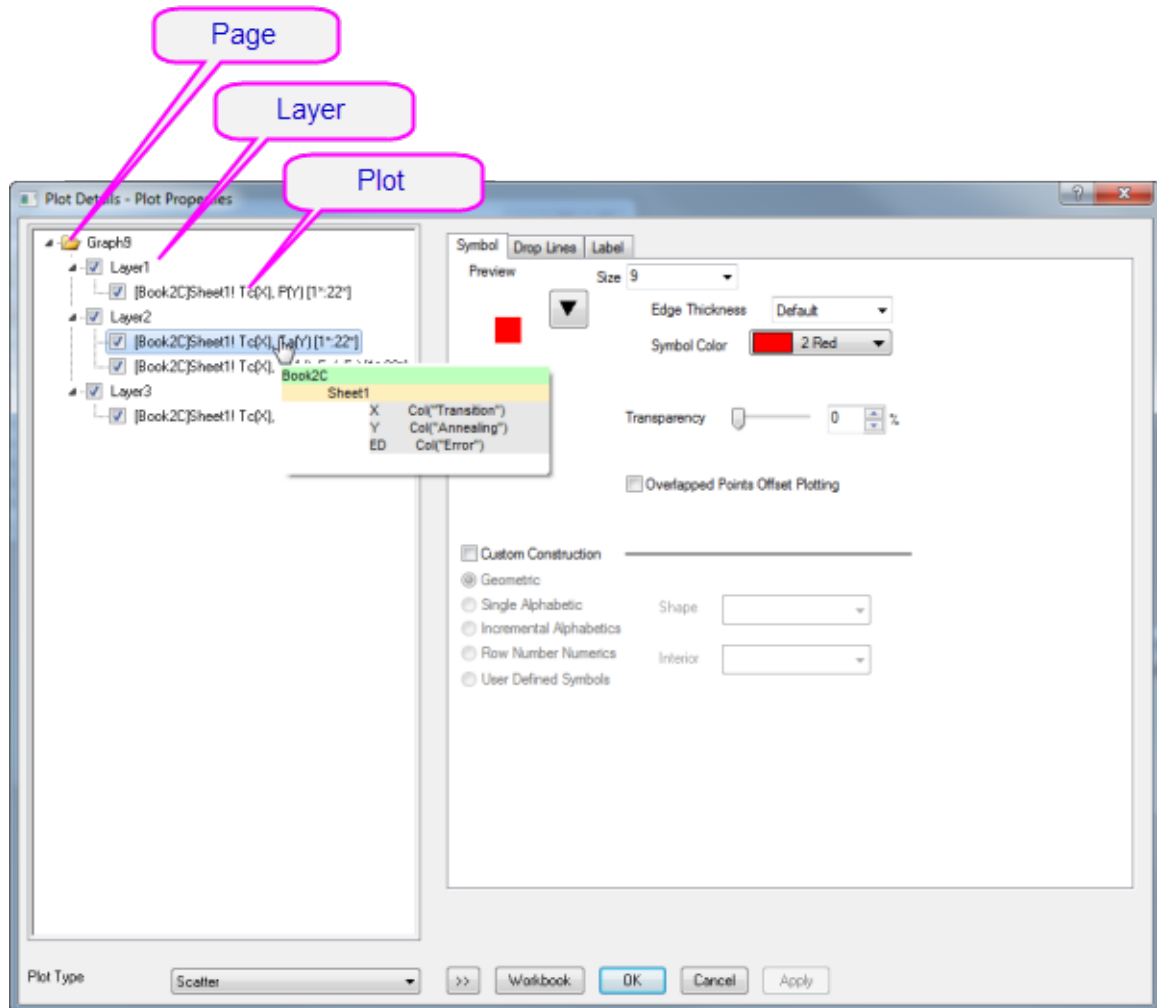 Page
Layer
Plot
Plot Details - Plot Properties
Graph9
Layer1
[Book2C]Sheet1! Tc(X), P(Y) [1*:22*]
Layer2
[Book2C]Sheet1! Tc(X), Ta(Y) [1*:22*]
[Book2C]Sheet1! Tc(X),
Layer3
[Book2C]Sheet1! Tc(X),
Book2C
Sheet1
X Col("Transition")
Y Col("Annealing")
ED Col("Error")
Symbol Drop Lines Label
Preview Size 9
Edge Thickness Default
Symbol Color 2 Red
Transparency 0 %
Overlapped Points Offset Plotting
Custom Construction
Geometric
Single Alphabetic Shape
Incremental Alphabetics
Row Number Numerics Interior
User Defined Symbols
Plot Type Scatter >> Workbook OK Cancel Apply